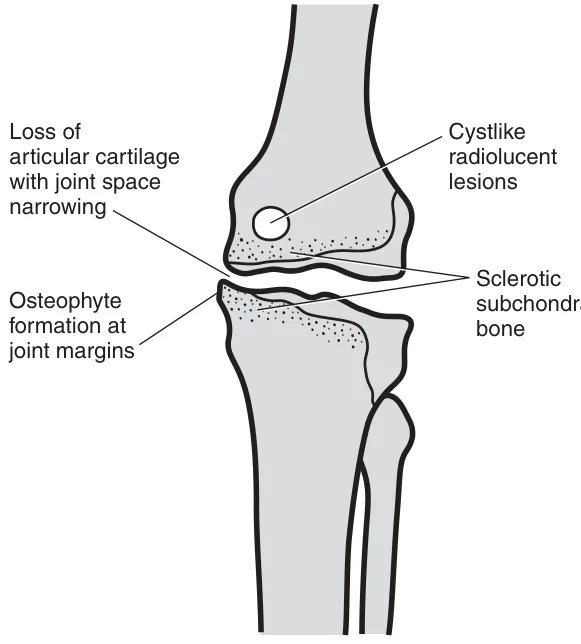 Loss of
articular cartilage
with joint space
narrowing
Cystlike
radiolucent
lesions
Osteophyte
formation at
joint margins
Sclerotic
subchondra
bone